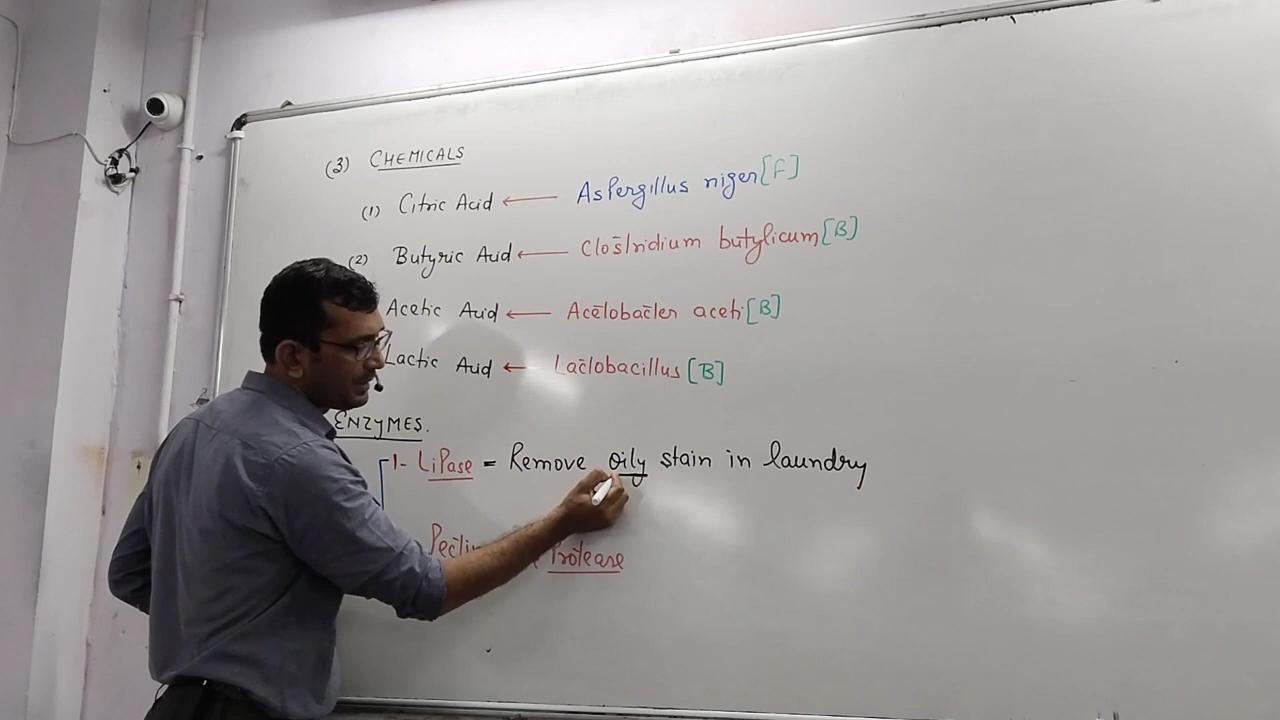 (3) CHEMICALS
(1) Citric Acid ← Aspergillus niger [F]
(2) Butyric Acid ← Clostridium butylicum [B]
Acetic Acid ← Acetobacter aceti [B]
Lactic Acid ← Lactobacillus [B]
ENZYMES.
1- LiPase = Remove oily stain in laundry
Protease